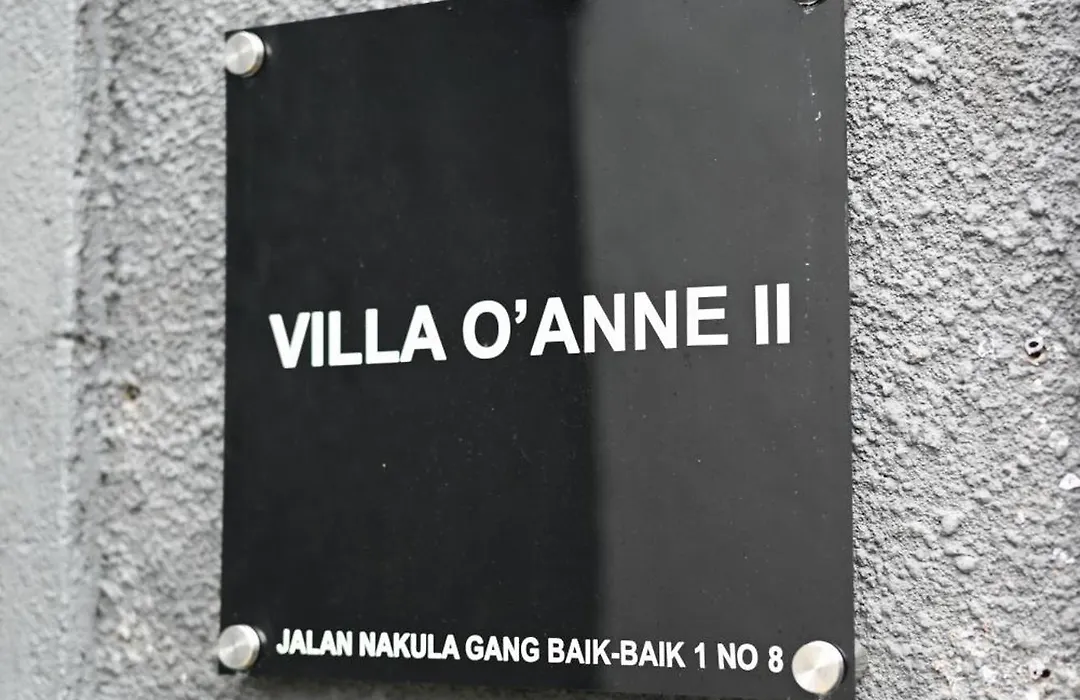 VILLA O'ANNE II
JALAN NAKULA GANG BAIK-BAIK 1 NO 8